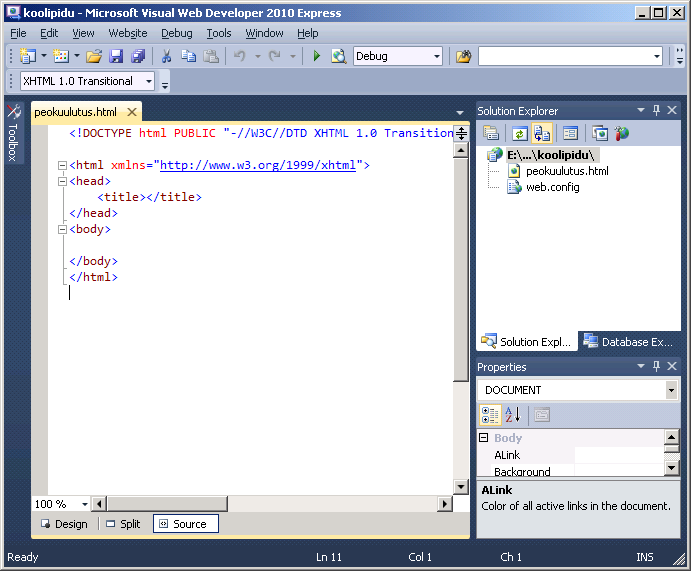 koolipidu - Microsoft Visual Web Developer 2010 Express
File Edit View Website Debug Tools Window Help
Debug
XHTML 1.0 Transitional
Toolbox
peokuulutus.html
<!DOCTYPE html PUBLIC "-//W3C//DTD XHTML 1.0 Transition
<html xmlns="http://www.w3.org/1999/xhtml">
<head>
<title></title>
</head>
<body>
</body>
</html>
100 %
Design Split Source
Solution Explorer
E:\...\koolipidu\
peokuulutus.html
web.config
Solution Expl... Database Ex...
Properties
DOCUMENT
Body
ALink
Background
ALink
Color of all active links in the document.
Ready Ln 11 Col 1 Ch 1 INS